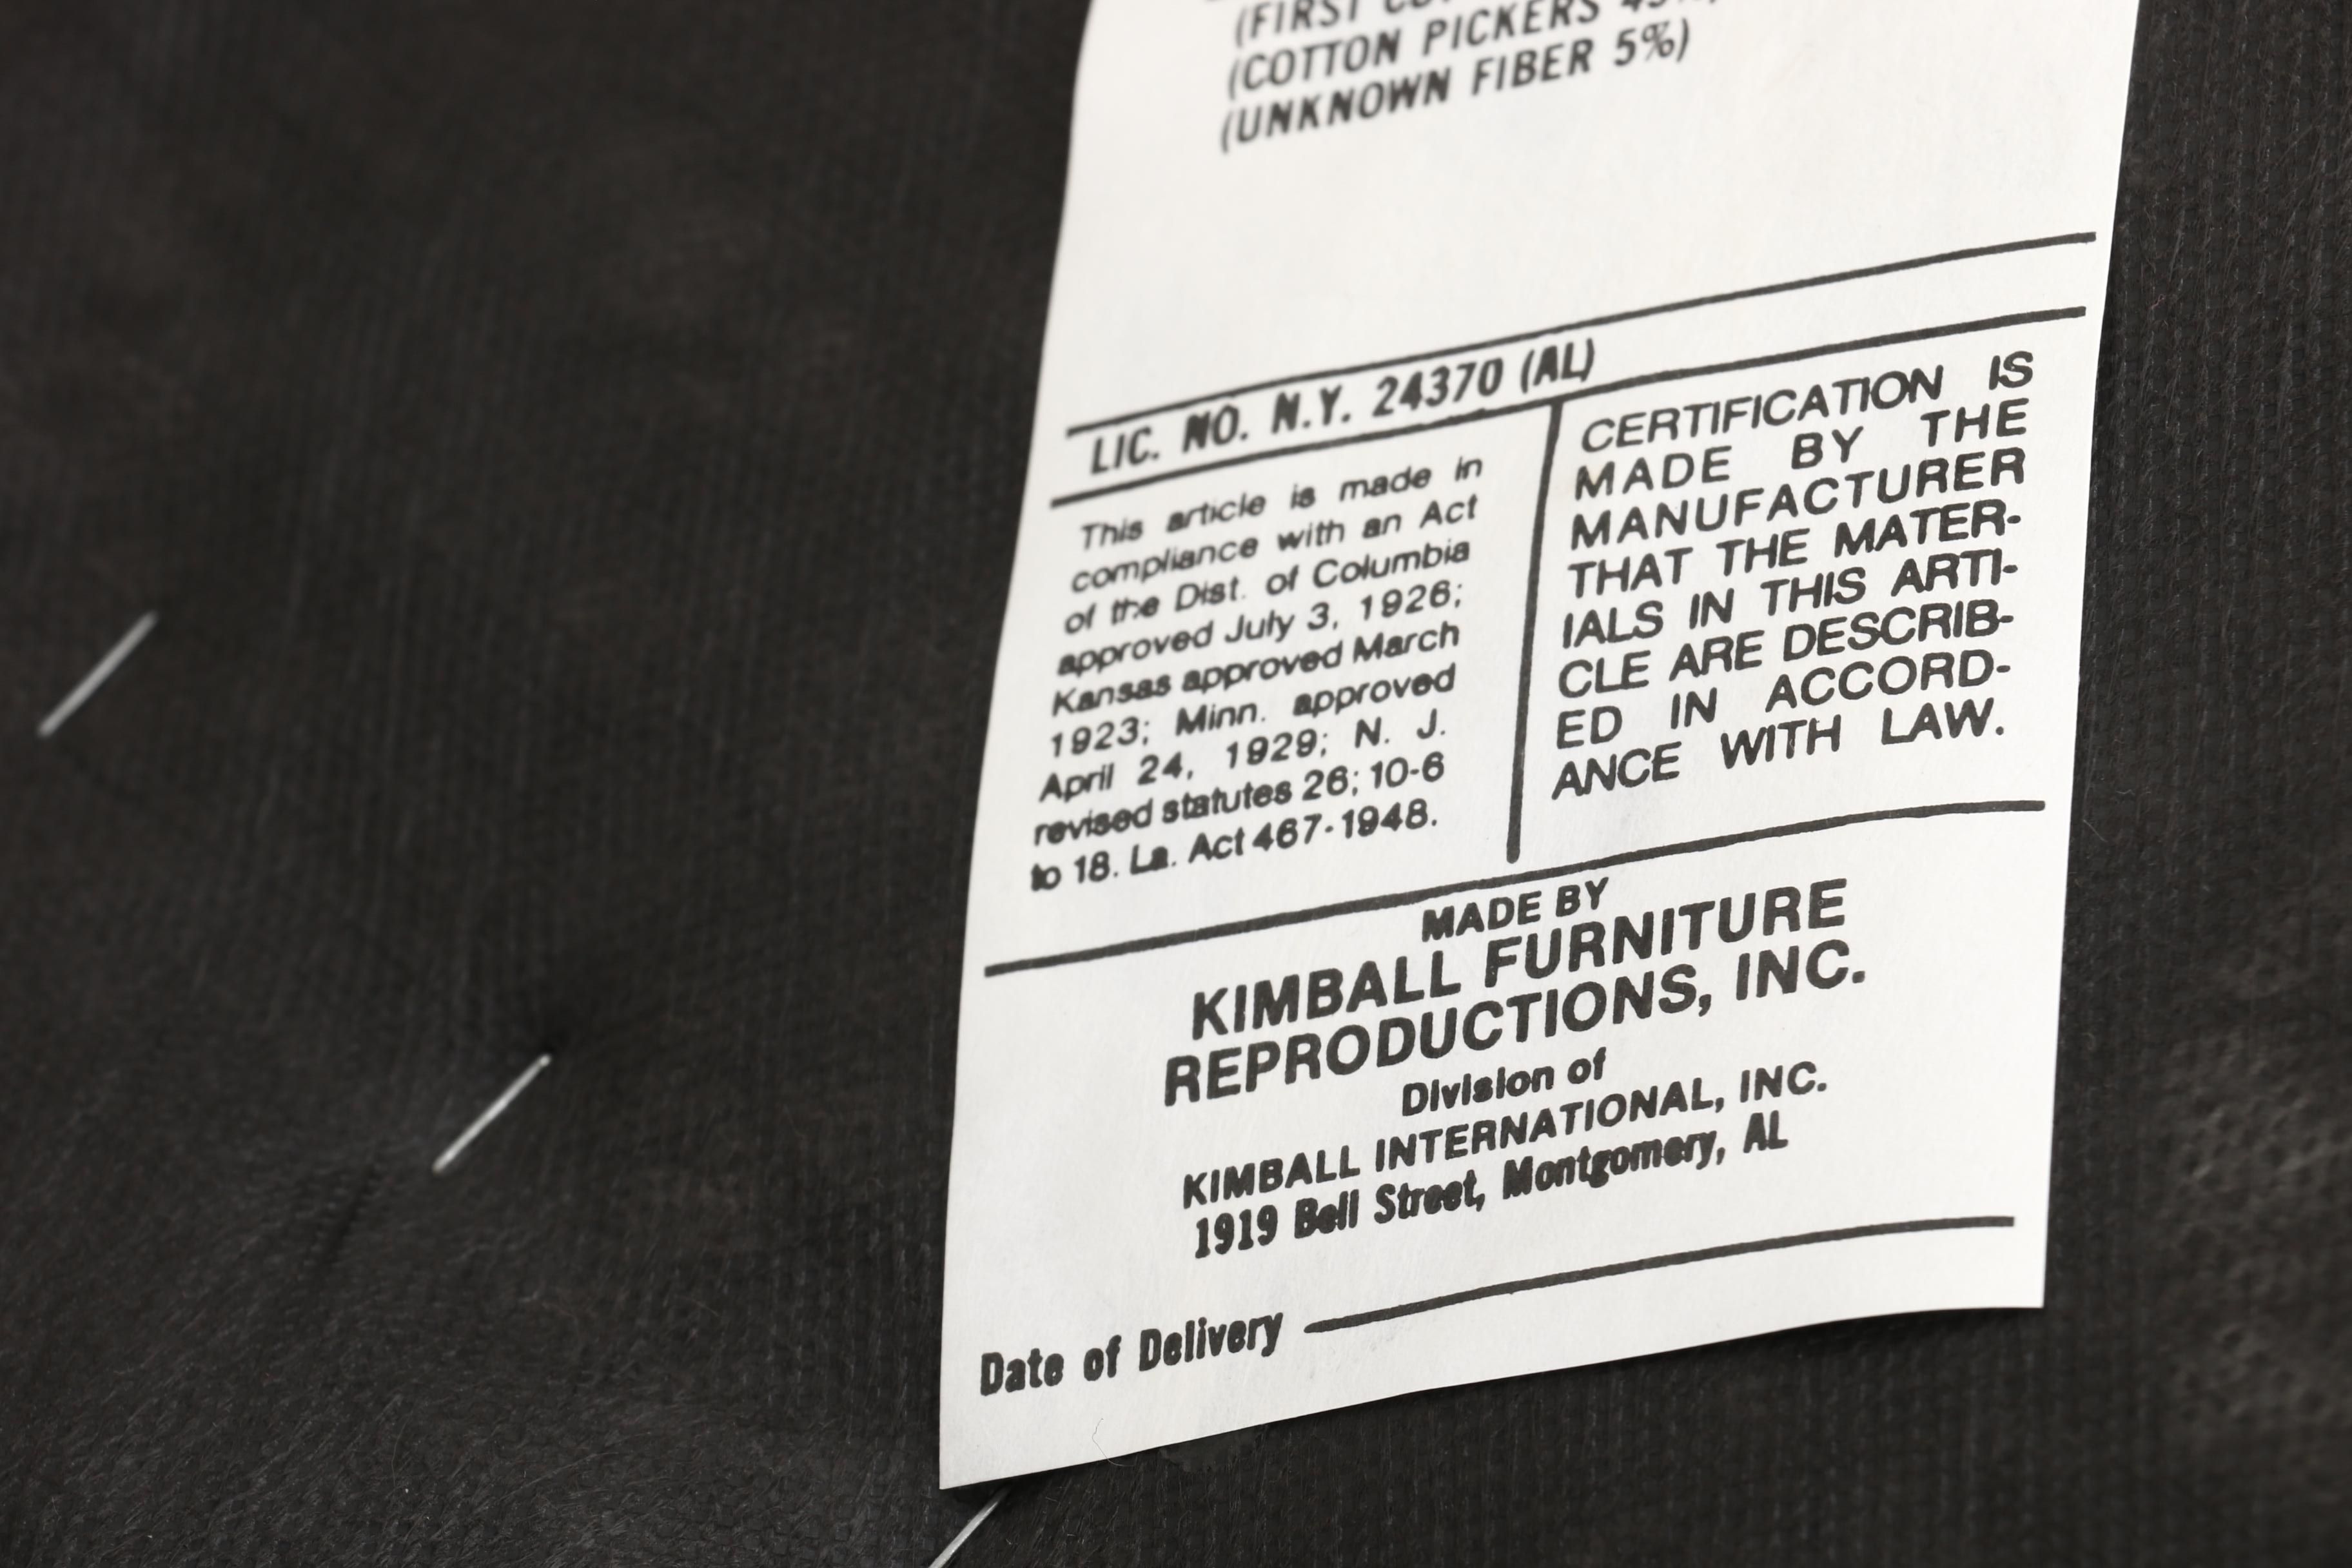 (FIRST
(COTTON PICKERS
(UNKNOWN FIBER 5%)
LIC. NO. N.Y. 24370 (AL)
This article is made in
compliance with an Act
of the Dist. of Columbia
approved July 3, 1926;
Kansas approved March
1923; Minn. approved
April 24, 1929; N. J.
revised statutes 26; 10-6
to 18. La. Act 467-1948.
CERTIFICATION IS
MADE BY THE
MANUFACTURER
THAT THE MATER-
IALS IN THIS ARTI-
CLE ARE DESCRIB-
ED IN ACCORD-
ANCE WITH LAW.
MADE BY
KIMBALL FURNITURE
REPRODUCTIONS, INC.
Division of
KIMBALL INTERNATIONAL, INC.
1919 Bell Street, Montgomery, AL
Date of Delivery